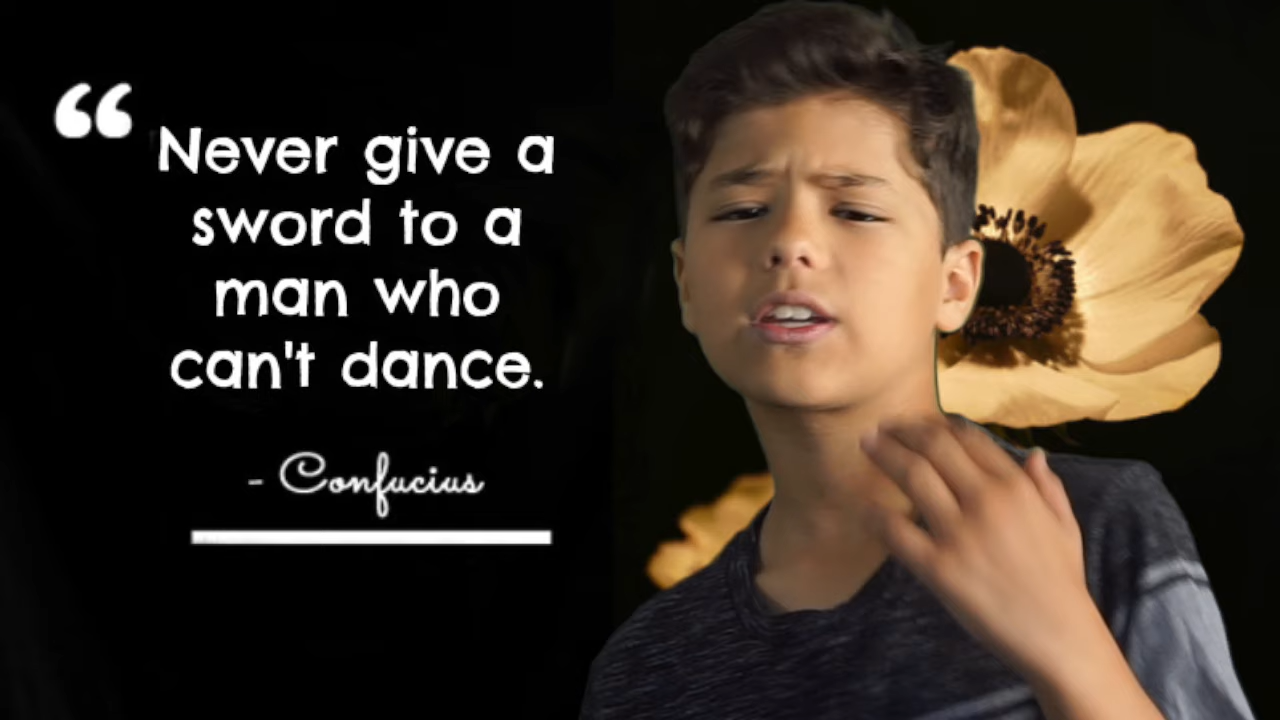 “
Never give a
sword to a
man who
can't dance.
- Confucius